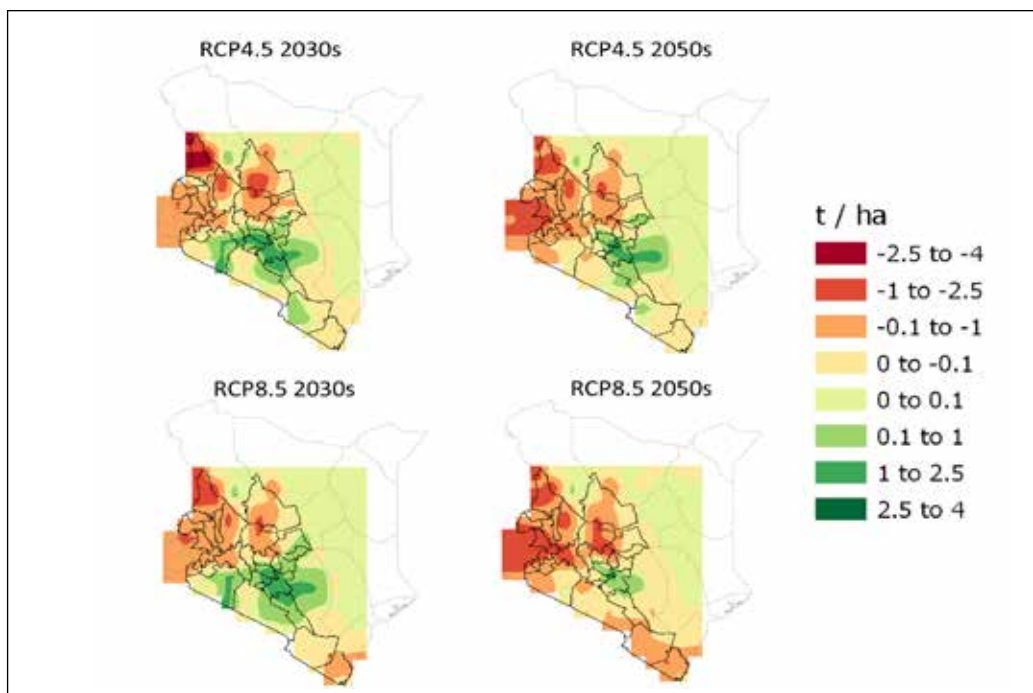 RCP4.5 2030s
RCP4.5 2050s
t / ha
-2.5 to -4
-1 to -2.5
-0.1 to -1
0 to -0.1
0 to 0.1
0.1 to 1
1 to 2.5
2.5 to 4
RCP8.5 2030s
RCP8.5 2050s